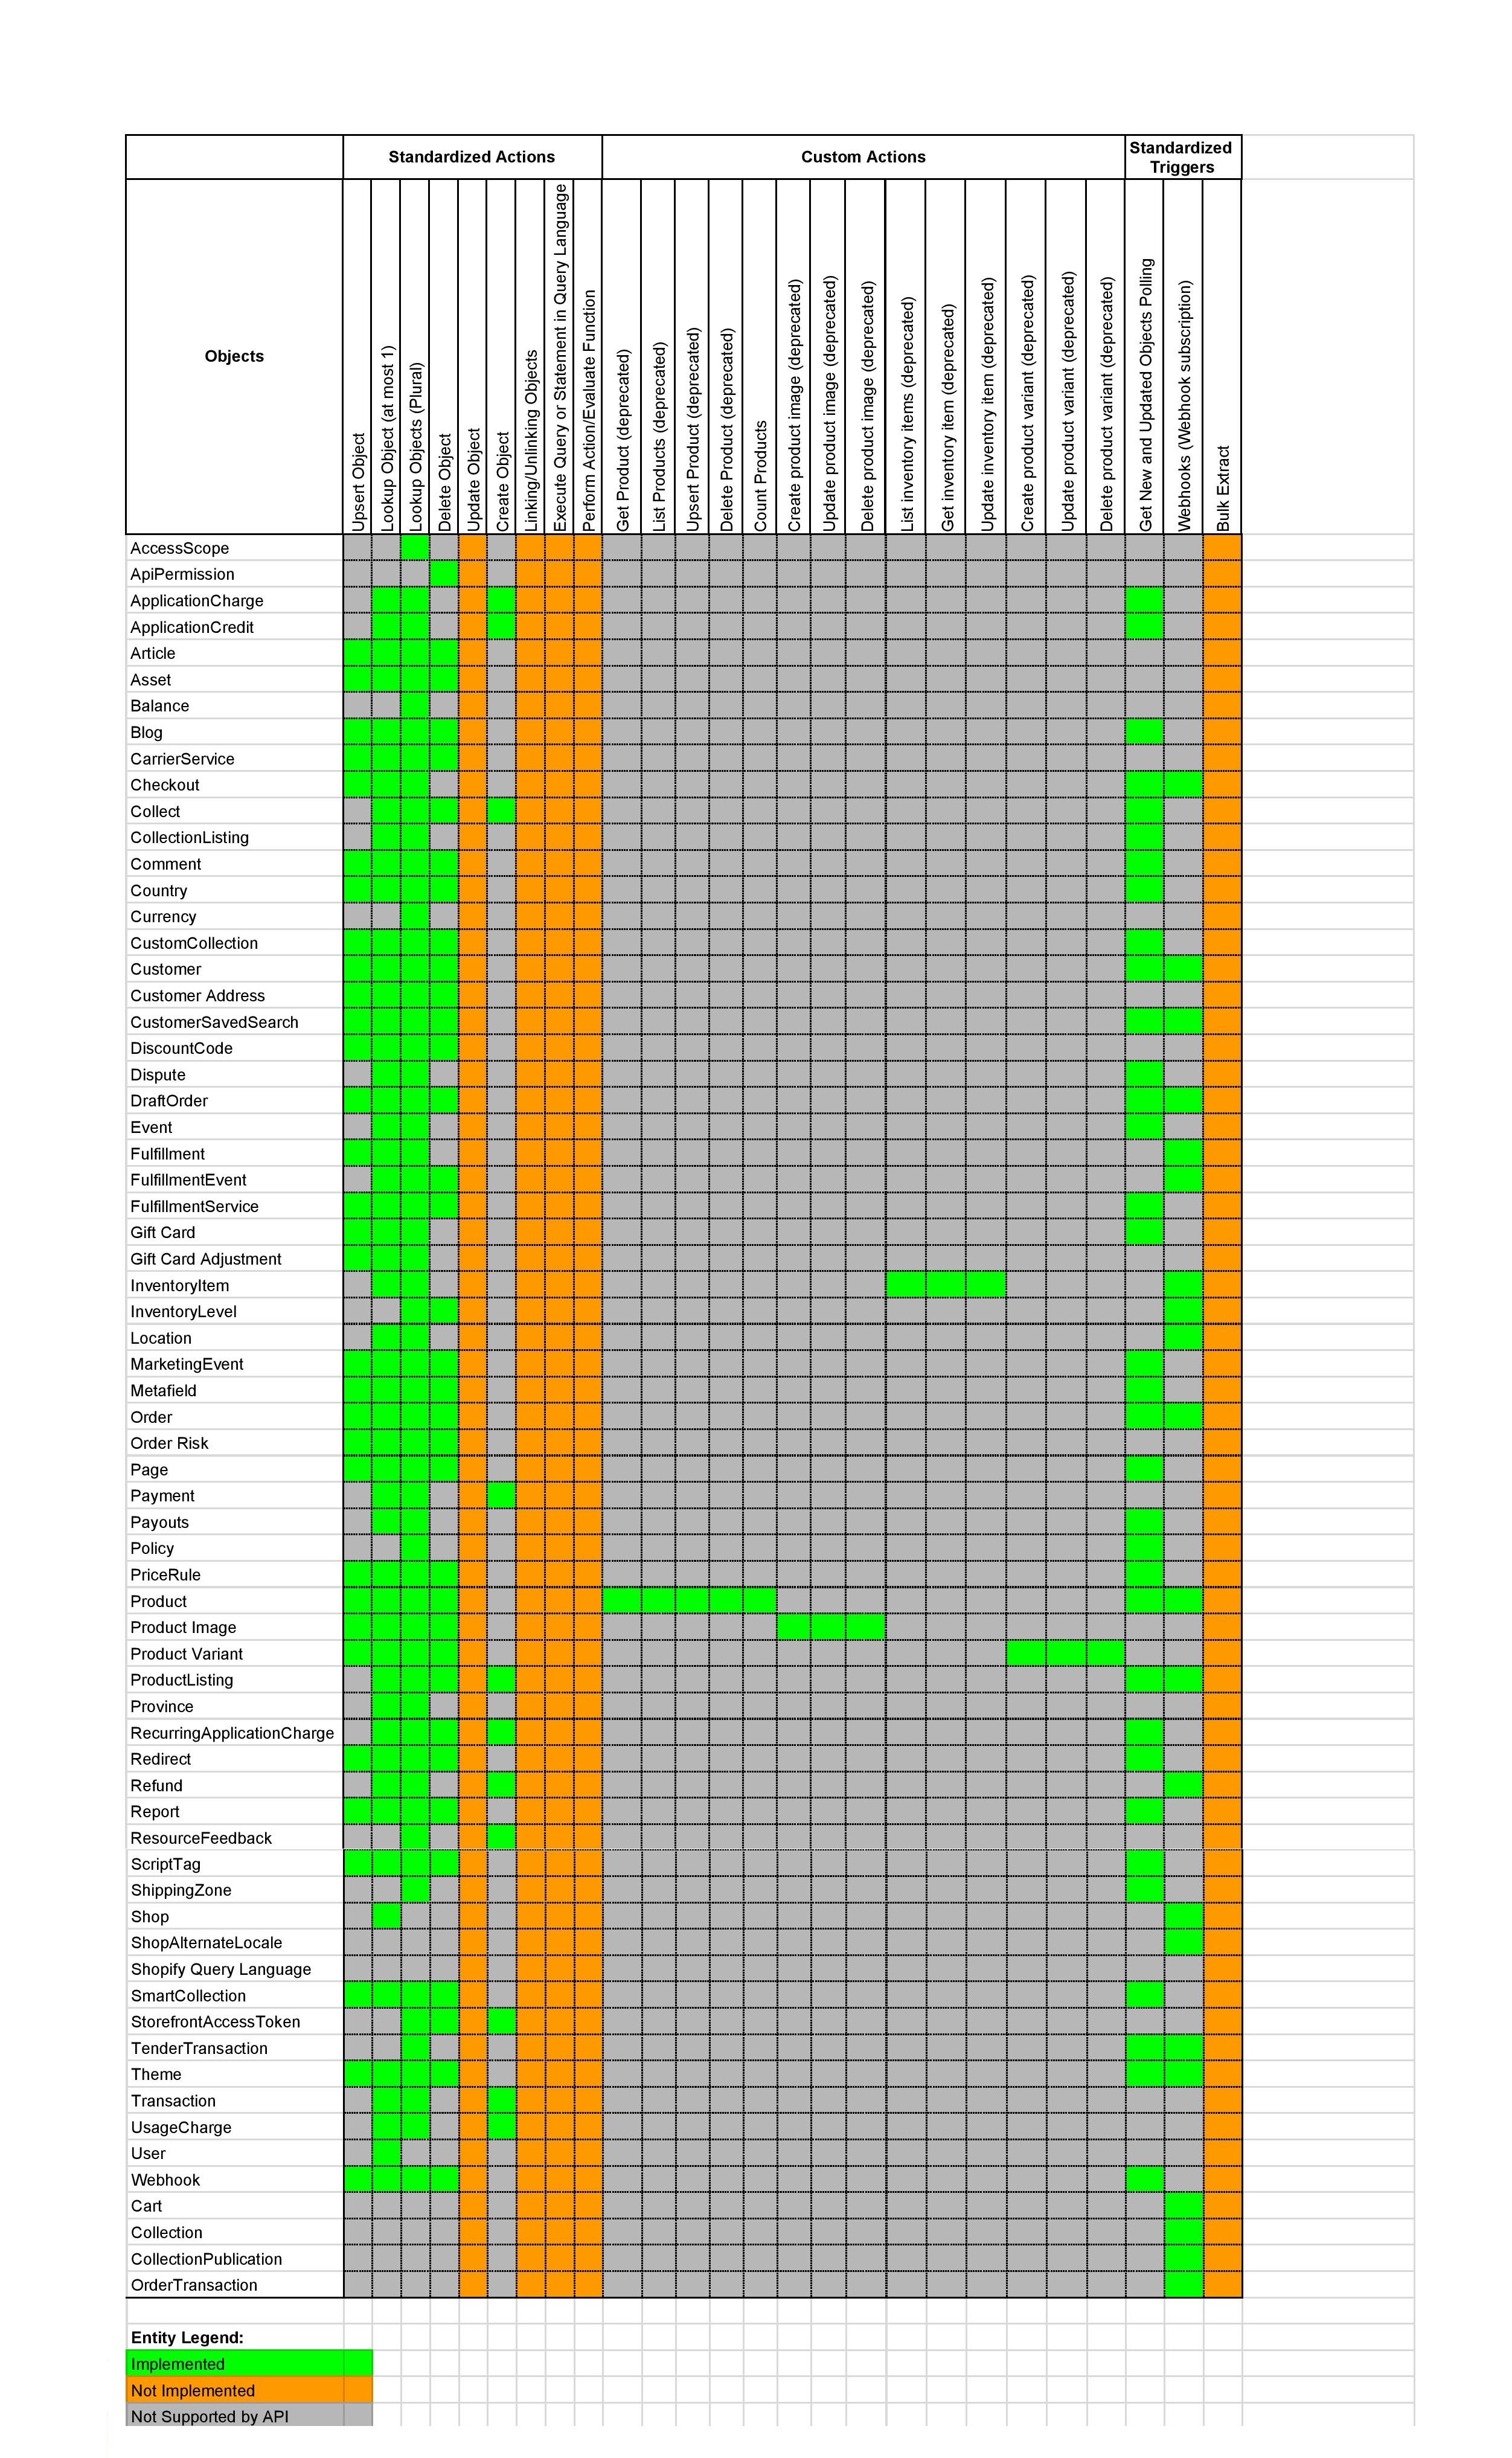 Standardized Actions
Custom Actions
Standardized
Triggers
Objects
Upsert Object
Lookup Object (at most 1)
Lookup Objects (Plural)
Delete Object
Update Object
Create Object
Linking/Unlinking Objects
Execute Query or Statement in Query Language
Perform Action/Evaluate Function
Get Product (deprecated)
List Products (deprecated)
Upsert Product (deprecated)
Delete Product (deprecated)
Count Products
Create product image (deprecated)
Update product image (deprecated)
Delete product image (deprecated)
List inventory items (deprecated)
Get inventory item (deprecated)
Update inventory item (deprecated)
Create product variant (deprecated)
Update product variant (deprecated)
Delete product variant (deprecated)
Get New and Updated Objects Polling
Webhooks (Webhook subscription)
Bulk Extract
AccessScope
ApiPermission
ApplicationCharge
ApplicationCredit
Article
Asset
Balance
Blog
CarrierService
Checkout
Collect
CollectionListing
Comment
Country
Currency
CustomCollection
Customer
Customer Address
CustomerSavedSearch
DiscountCode
Dispute
DraftOrder
Event
Fulfillment
FulfillmentEvent
FulfillmentService
Gift Card
Gift Card Adjustment
InventoryItem
InventoryLevel
Location
MarketingEvent
Metafield
Order
Order Risk
Page
Payment
Payouts
Policy
PriceRule
Product
Product Image
Product Variant
ProductListing
Province
RecurringApplicationCharge
Redirect
Refund
Report
ResourceFeedback
ScriptTag
ShippingZone
Shop
ShopAlternateLocale
Shopify Query Language
SmartCollection
StorefrontAccessToken
TenderTransaction
Theme
Transaction
UsageCharge
User
Webhook
Cart
Collection
CollectionPublication
OrderTransaction
Entity Legend:
Implemented
Not Implemented
Not Supported by API